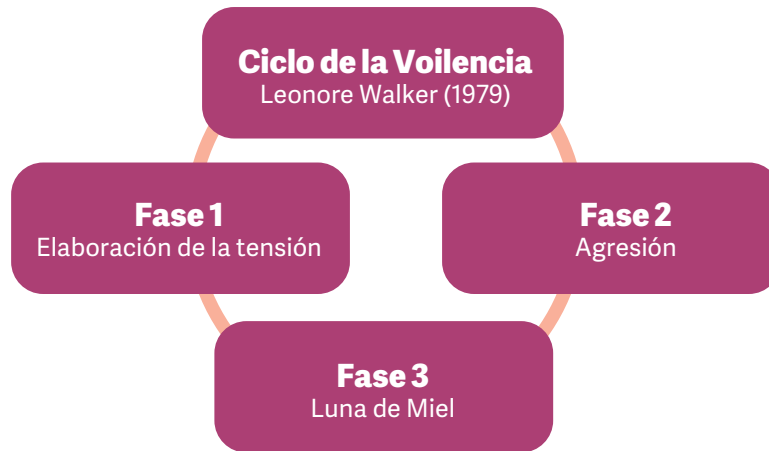 Ciclo de la Voilencia
Leonore Walker (1979)
Fase 1
Elaboración de la tensión
Fase 2
Agresión
Fase 3
Luna de Miel